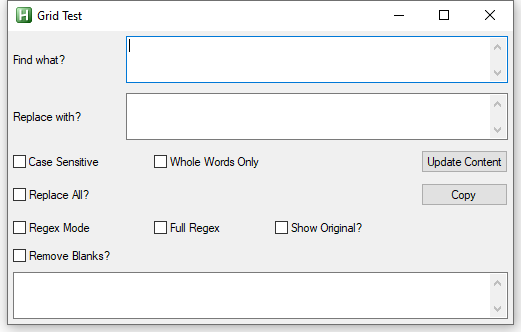 Grid Test
Find what?
Replace with?
Case Sensitive Whole Words Only Update Content
Replace All? Copy
Regex Mode Full Regex Show Original?
Remove Blanks?